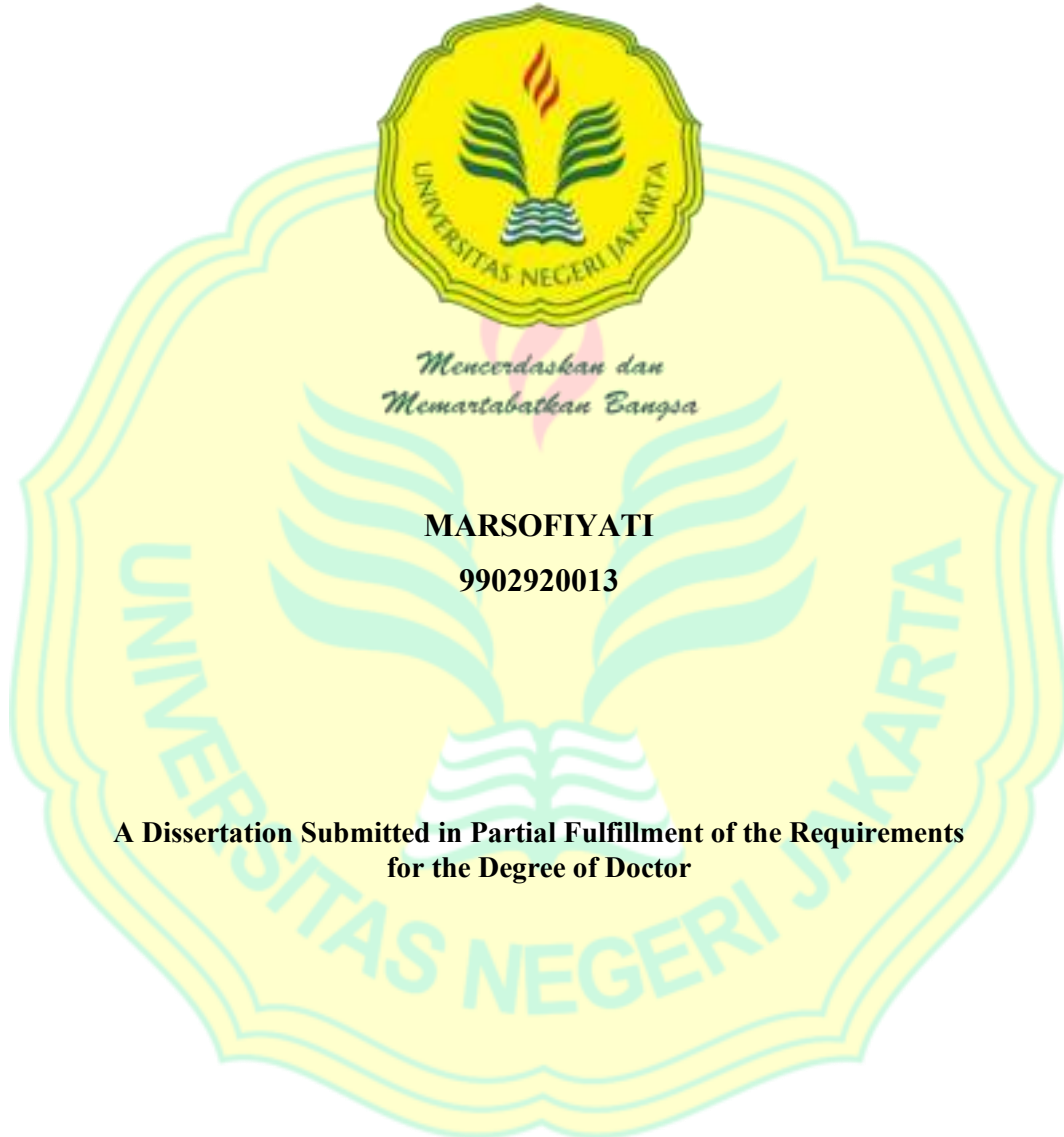 UNIVERSITAS NEGERI JAKARTA
Mencerdaskan dan
Memartabatkan Bangsa
MARSOFIYATI
9902920013
A Dissertation Submitted in Partial Fulfillment of the Requirements
for the Degree of Doctor
UNIVERSITAS NEGERI JAKARTA